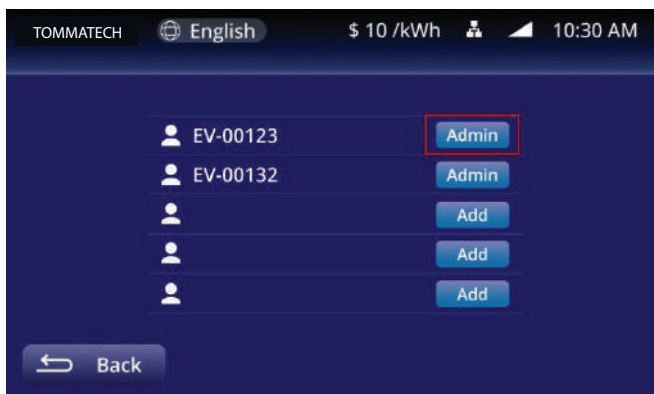 TOMMATECH English $ 10 /kWh 10:30 AM
EV-00123 Admin
EV-00132 Admin
Add
Add
Add
Back